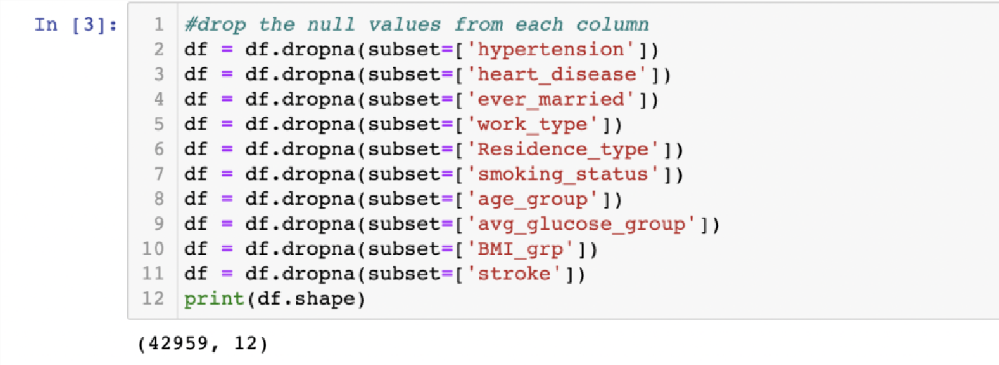 In [3]: 1 #drop the null values from each column
2 df = df.dropna(subset=['hypertension'])
3 df = df.dropna(subset=['heart_disease'])
4 df = df.dropna(subset=['ever_married'])
5 df = df.dropna(subset=['work_type'])
6 df = df.dropna(subset=['Residence_type'])
7 df = df.dropna(subset=['smoking_status'])
8 df = df.dropna(subset=['age_group'])
9 df = df.dropna(subset=['avg_glucose_group'])
10 df = df.dropna(subset=['BMI_grp'])
11 df = df.dropna(subset=['stroke'])
12 print(df.shape)
(42959, 12)